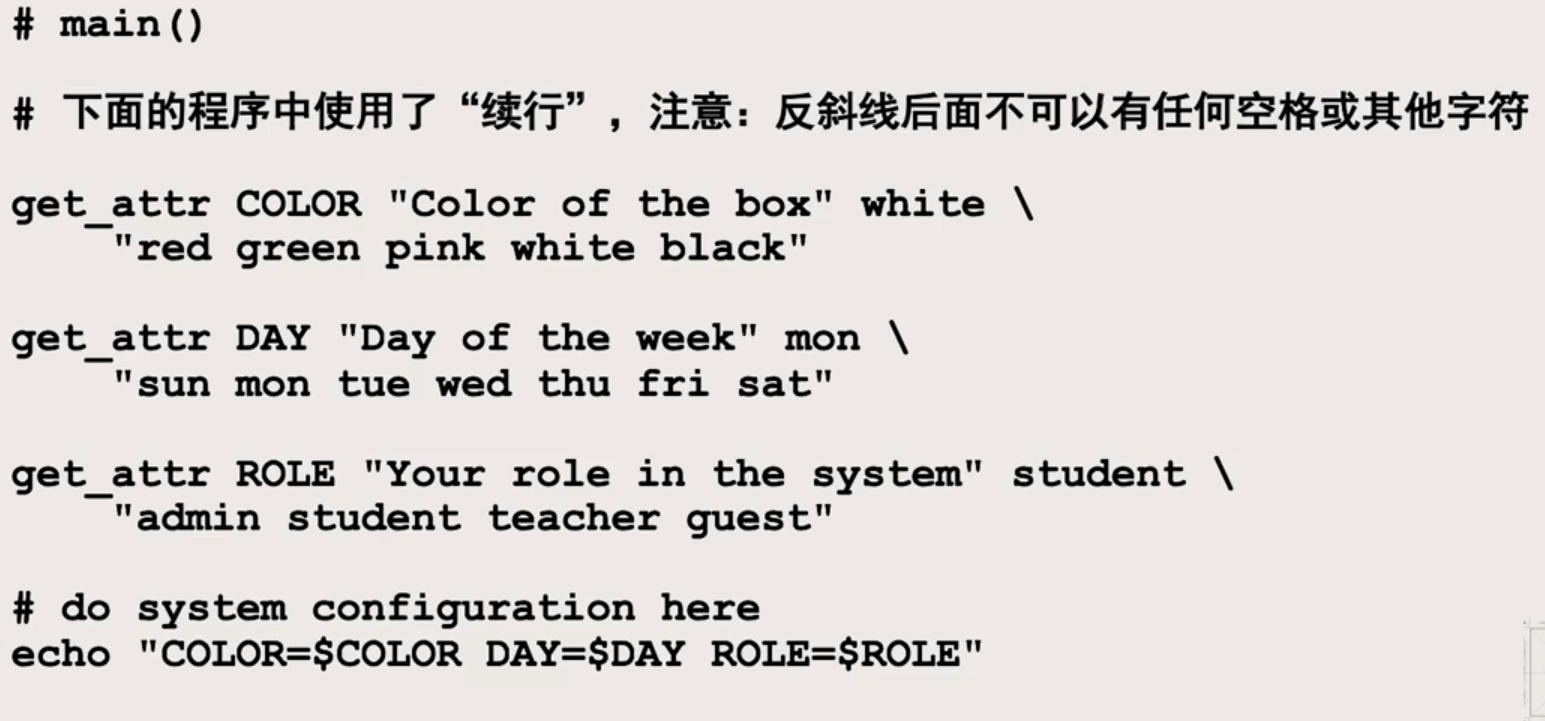 # main()
# 下面的程序中使用了“续行”，注意：反斜线后面不可以有任何空格或其他字符
get_attr COLOR "Color of the box" white \
    "red green pink white black"
get_attr DAY "Day of the week" mon \
    "sun mon tue wed thu fri sat"
get_attr ROLE "Your role in the system" student \
    "admin student teacher guest"
# do system configuration here
echo "COLOR=$COLOR DAY=$DAY ROLE=$ROLE"